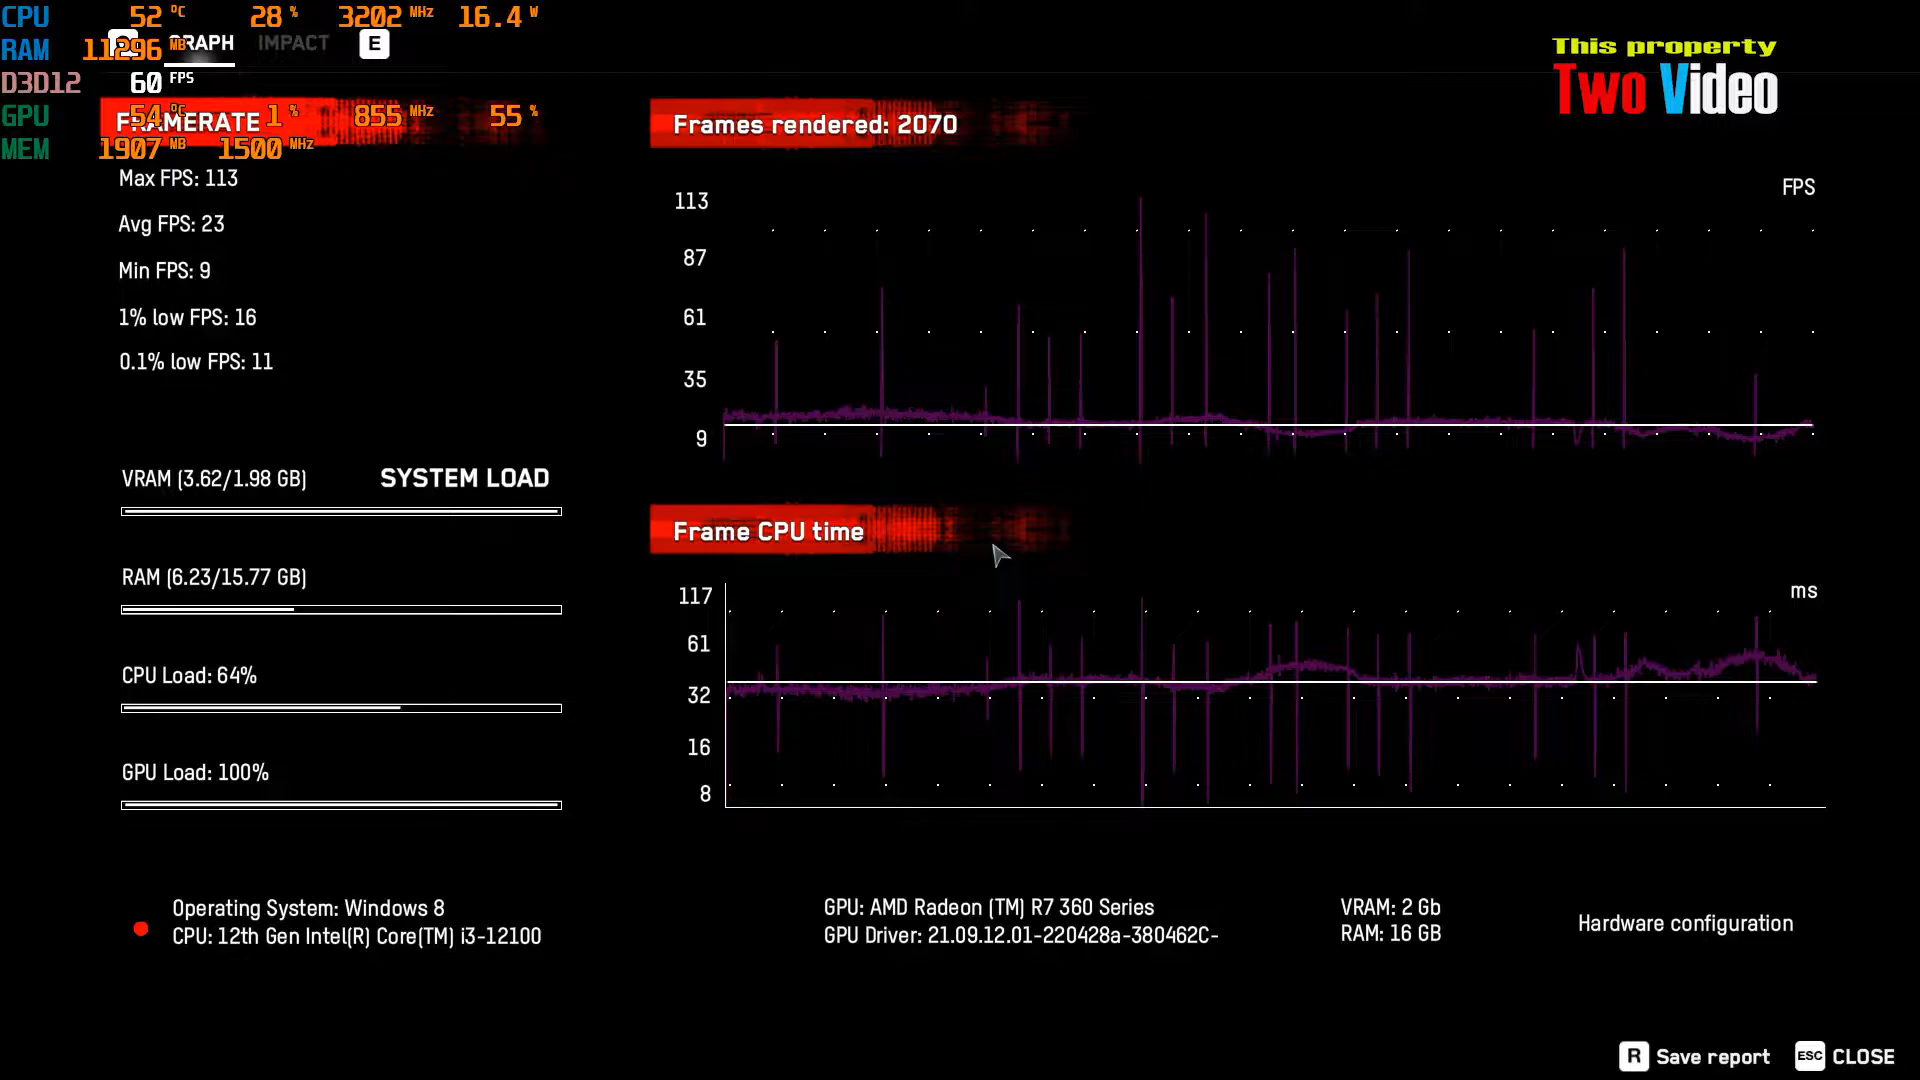 CPU 52 °C 28 % 3202 MHz 16.4 W
RAM 11296 MB
GRAPH IMPACT E
D3D12 60 FPS
GPU 54 °C 1 % 855 MHz 55 %
MEM 1907 MB 1500 MHz
This property
Two Video
FRAMERATE
Max FPS: 113
Avg FPS: 23
Min FPS: 9
1% low FPS: 16
0.1% low FPS: 11
VRAM (3.62/1.98 GB) SYSTEM LOAD
RAM (6.23/15.77 GB)
CPU Load: 64%
GPU Load: 100%
Frames rendered: 2070
FPS
113
87
61
35
9
Frame CPU time
ms
117
61
32
16
8
Operating System: Windows 8
CPU: 12th Gen Intel(R) Core(TM) i3-12100
GPU: AMD Radeon (TM) R7 360 Series
GPU Driver: 21.09.12.01-220428a-380462C-
VRAM: 2 Gb
RAM: 16 GB
Hardware configuration
R Save report ESC CLOSE